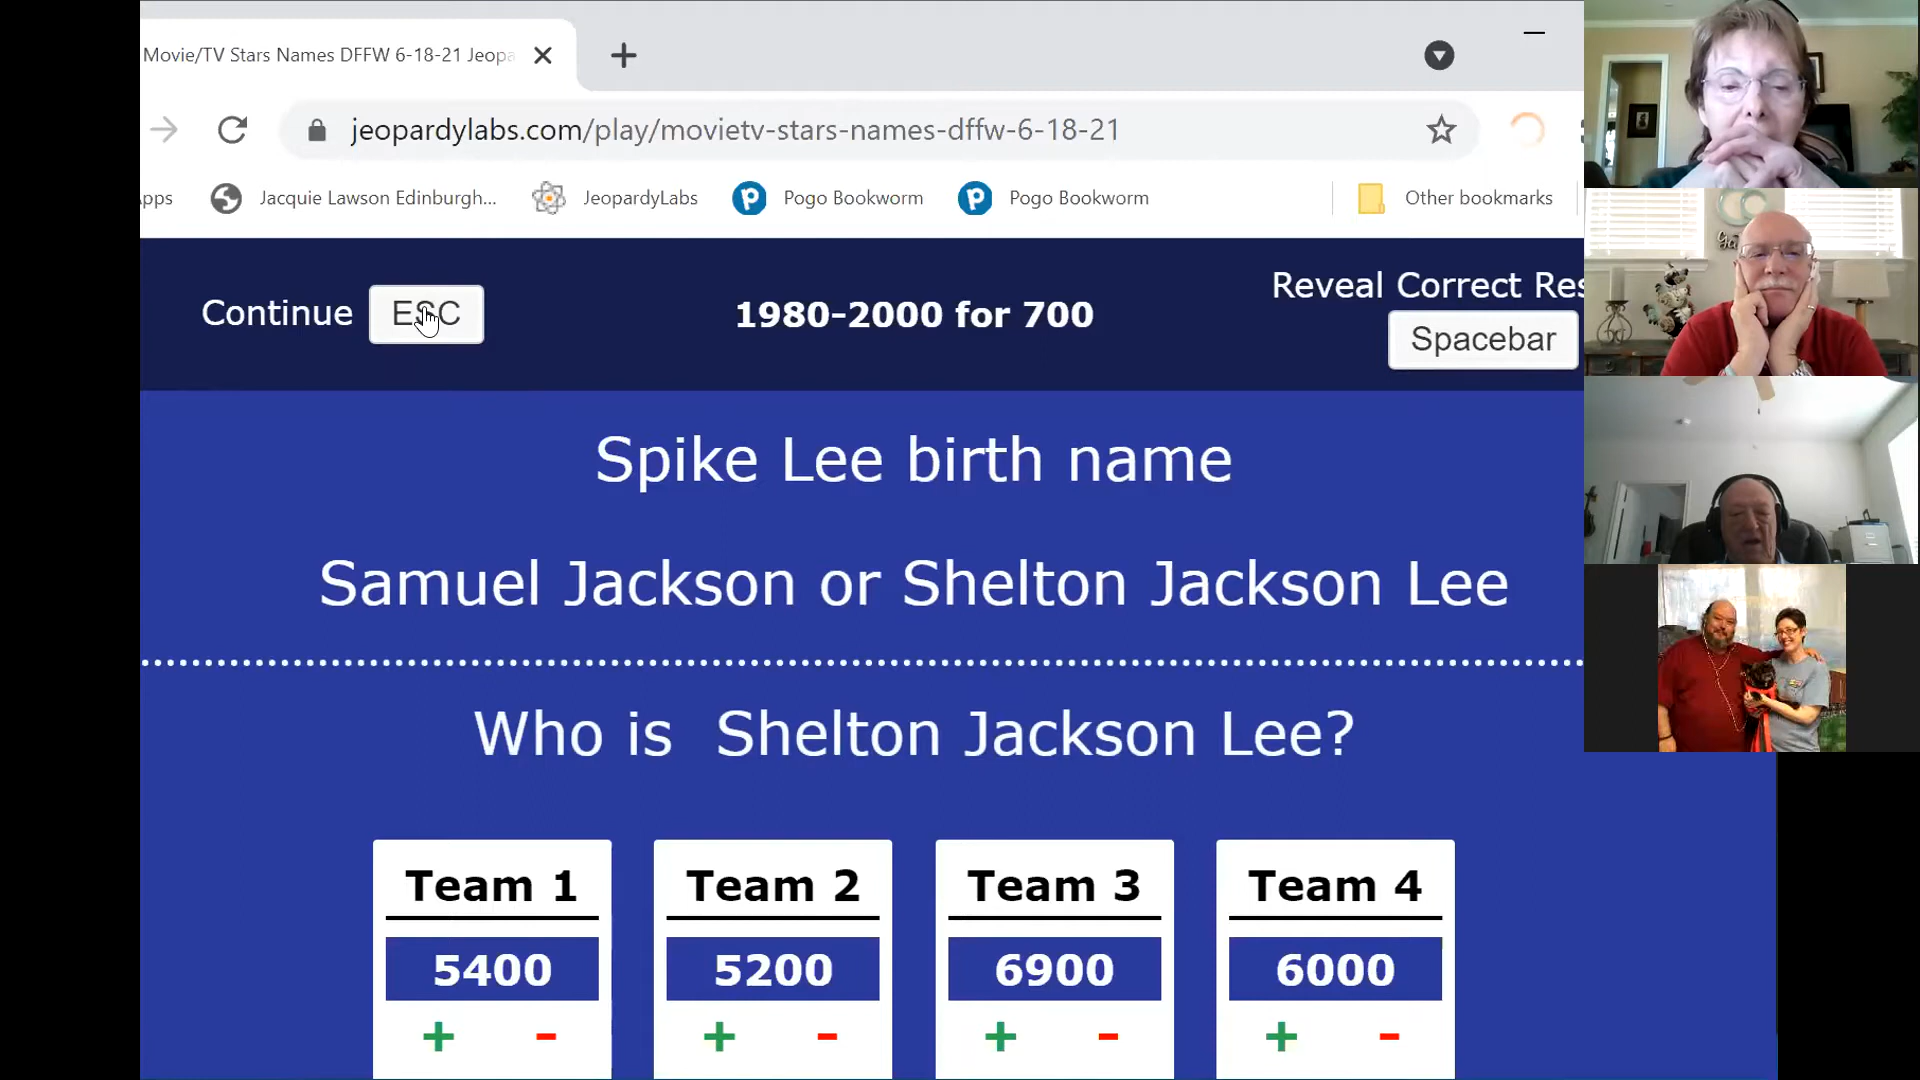 Movie/TV Stars Names DFFW 6-18-21 Jeopa
jeopardylabs.com/play/movietv-stars-names-dffw-6-18-21
pps
Jacquie Lawson Edinburgh...
JeopardyLabs
Pogo Bookworm
Pogo Bookworm
Other bookmarks
Continue ESC
1980-2000 for 700
Reveal Correct Res
Spacebar
Spike Lee birth name
Samuel Jackson or Shelton Jackson Lee
Who is Shelton Jackson Lee?
Team 1 Team 2 Team 3 Team 4
5400 5200 6900 6000
+ - + - + - + -